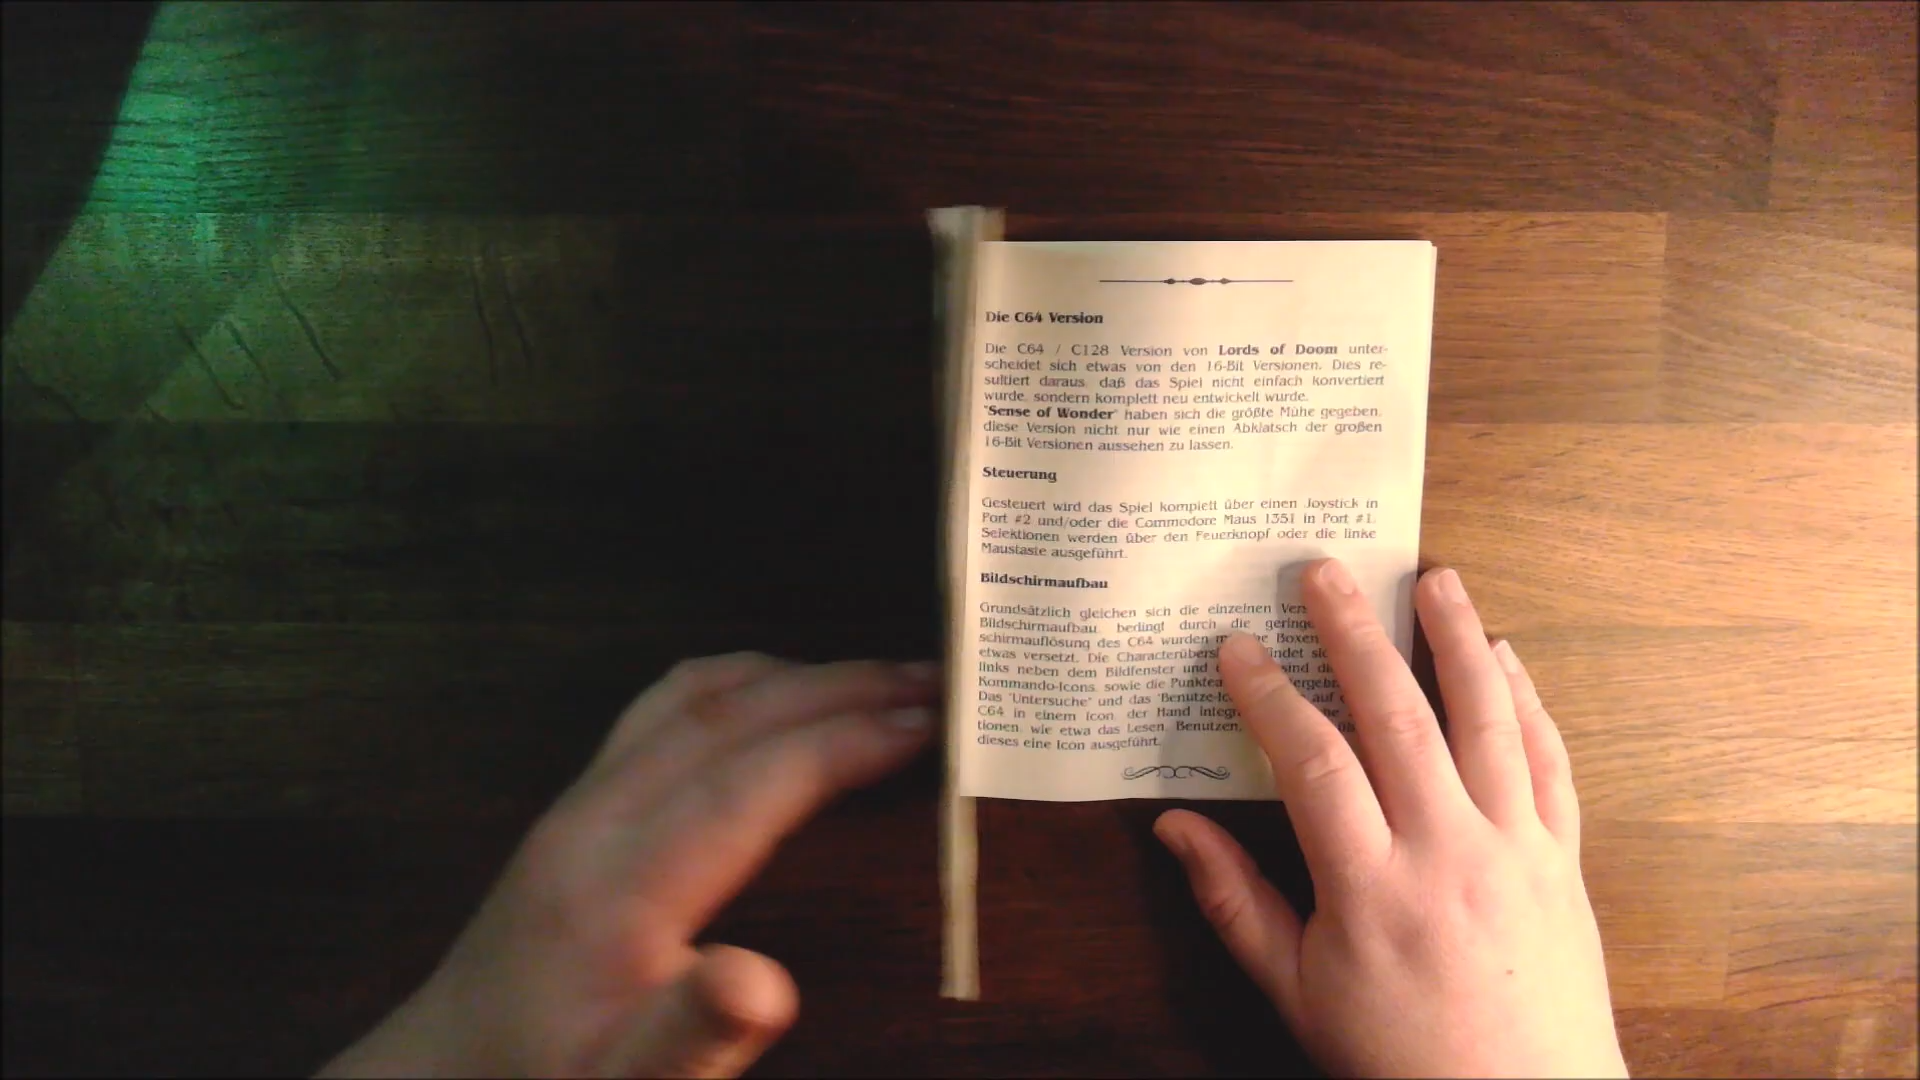 Die C64 Version
Die C64 / C128 Version von Lords of Doom unter-
scheidet sich etwas von den 16-Bit Versionen. Dies re-
sultiert daraus, daß das Spiel nicht einfach konvertiert
wurde, sondern komplett neu entwickelt wurde.
"Sense of Wonder" haben sich die größte Mühe gegeben,
diese Version nicht nur wie einen Abklatsch der großen
16-Bit Versionen aussehen zu lassen.
Steuerung
Gesteuert wird das Spiel komplett über einen Joystick in
Port #2 und/oder die Commodore Maus 1351 in Port #1.
Selektionen werden über den Feuerknopf oder die linke
Maustaste ausgeführt.
Bildschirmaufbau
Grundsätzlich gleichen sich die einzelnen
Bildschirmaufbau, bedingt durch die
schirmauflösung des C64 wurden Boxen
etwas versetzt. Die
links neben dem Bildfenster und sind
Kommando-Icons, sowie die
Das "Untersuche" und das auf
C64 in einem Icon, der Hand
tionen, wie etwa das Lesen, Benutzen,
dieses eine Icon ausgeführt.